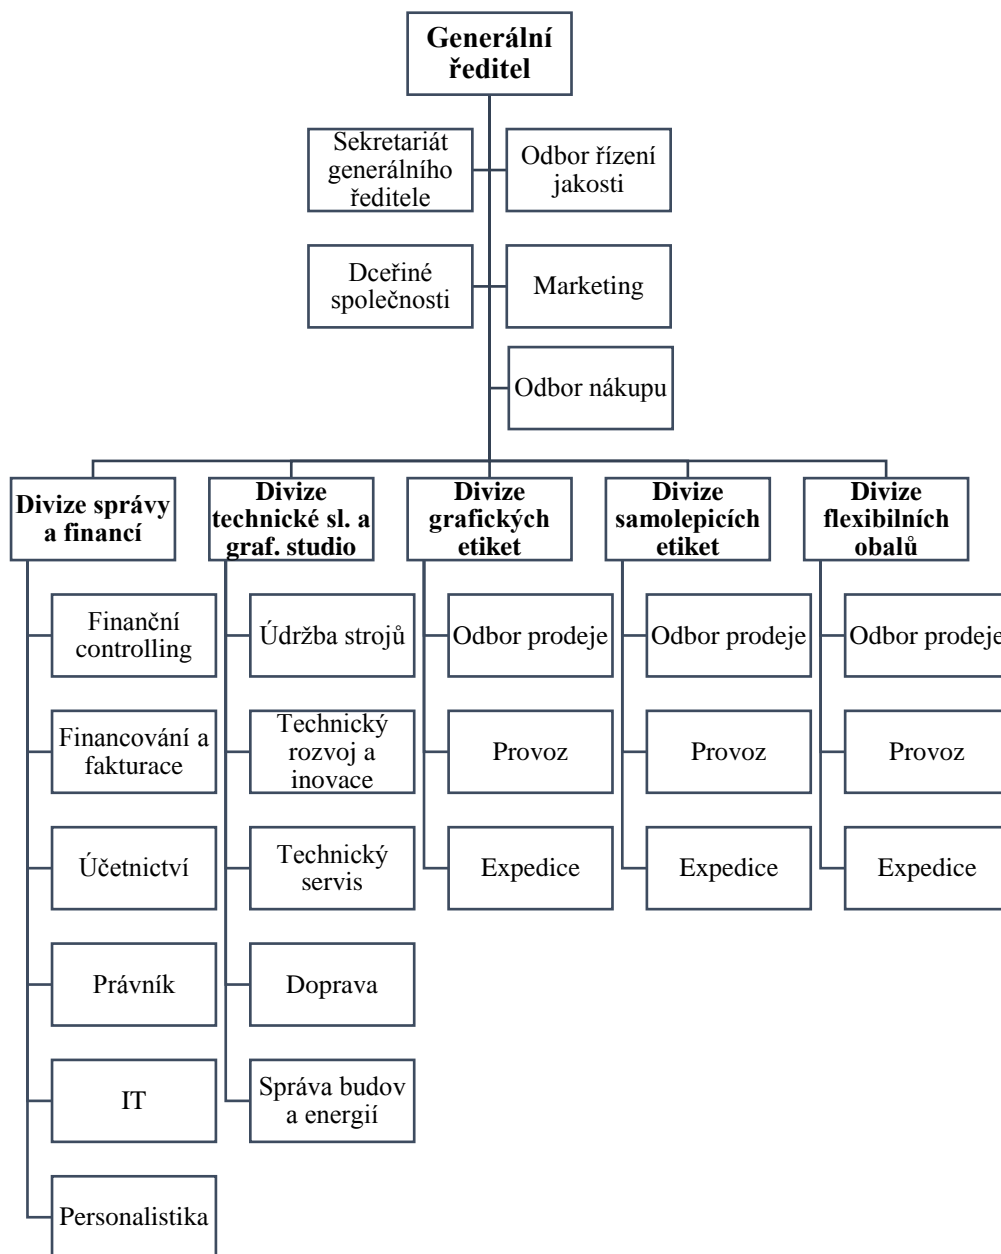 Generální
ředitel
Sekretariát
generálního
ředitele
Odbor řízení
jakosti
Dceřiné
společnosti
Marketing
Odbor nákupu
Divize správy
a financí
Divize
technické sl. a
graf. studio
Divize
grafických
etiket
Divize
samolepicích
etiket
Divize
flexibilních
obalů
Finanční
controlling
Financování a
fakturace
Účetnictví
Právník
IT
Personalistika
Údržba strojů
Technický
rozvoj a
inovace
Technický
servis
Doprava
Správa budov
a energií
Odbor prodeje
Provoz
Expedice
Odbor prodeje
Provoz
Expedice
Odbor prodeje
Provoz
Expedice